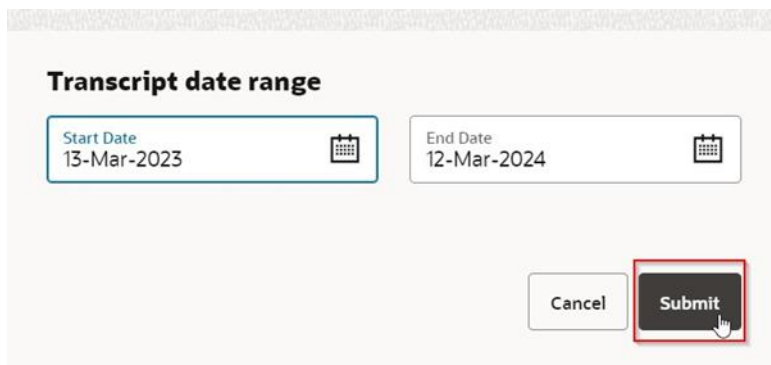 Transcript date range
Start Date
13-Mar-2023
End Date
12-Mar-2024
Cancel
Submit